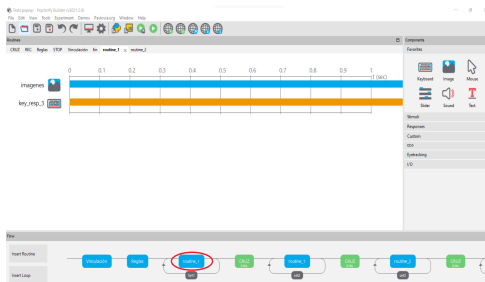 Test.psyexp - PsychoPy Builder (v2021.2.3)
File Edit View Tools Experiment Demos Pavlovia.org Window Help
Routines
CRUZ REC Reglas STOP Vinculación fin routine_1 routine_2
0 0.1 0.2 0.3 0.4 0.5 0.6 0.7 0.8 0.9 1
t (sec)
imagenes
key_resp_3
Components
Favorites
Keyboard Image Mouse
Slider Sound Text
Stimuli
Responses
Custom
EEG
Eyetracking
I/O
Flow
Insert Routine
Insert Loop
Vinculación Reglas routine_1 CRUZ routine_1 CRUZ routine_2 CRUZ